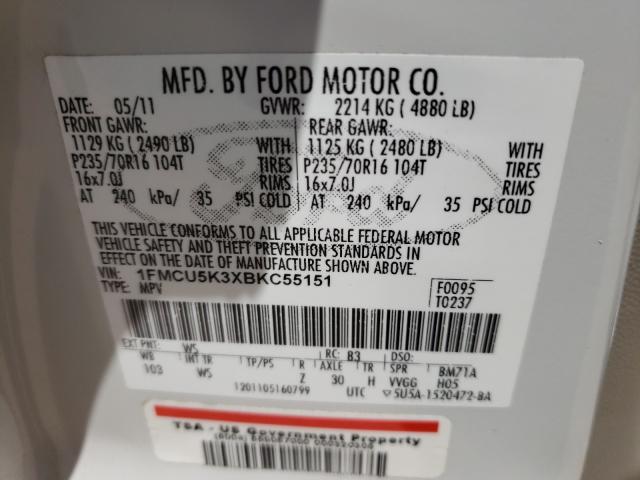 MFD. BY FORD MOTOR CO.
DATE: 05/11 GVWR: 2214 KG ( 4880 LB)
FRONT GAWR: REAR GAWR:
1129 KG ( 2490 LB) WITH 1125 KG ( 2480 LB) WITH
P235/70R16 104T TIRES P235/70R16 104T TIRES
16x7.0J RIMS 16x7.0J RIMS
AT 240 kPa/ 35 PSI COLD AT 240 kPa/ 35 PSI COLD
THIS VEHICLE CONFORMS TO ALL APPLICABLE FEDERAL MOTOR
VEHICLE SAFETY AND THEFT PREVENTION STANDARDS IN
EFFECT ON THE DATE OF MANUFACTURE SHOWN ABOVE.
VIN: 1FMCU5K3XBKC55151 F0095
TYPE: MPV T0237
EXT PNT: WS RC: B3 DSO:
WB INT TR TP/PS R AXLE TR SPR BM71A
103 WS Z 30 H VVGG H05
1201105160799 UTC ▽5U5A-1520472-BA
TSA - US Government Property